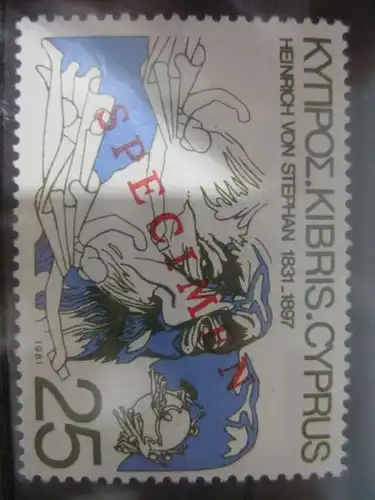 ΚΥΠΡΟΣ.KIBRIS.CYPRUS
HEINRICH VON STEPHAN 1831-1897
SPECIMEN
1981
25